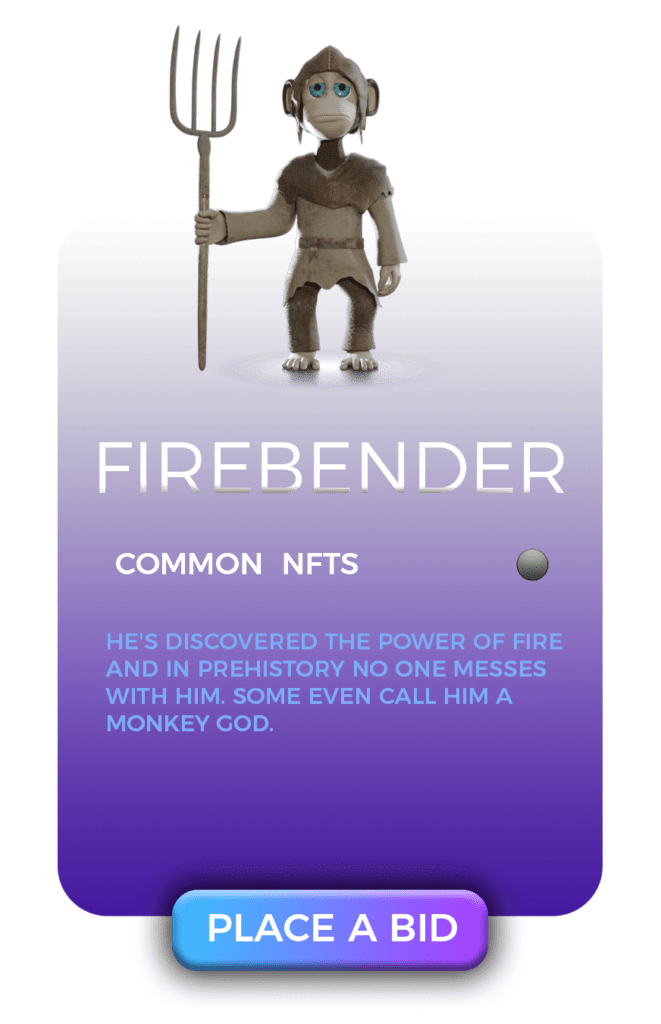 FIREBENDER
COMMON NFTS
HE'S DISCOVERED THE POWER OF FIRE
AND IN PREHISTORY NO ONE MESSES
WITH HIM. SOME EVEN CALL HIM A
MONKEY GOD.
PLACE A BID